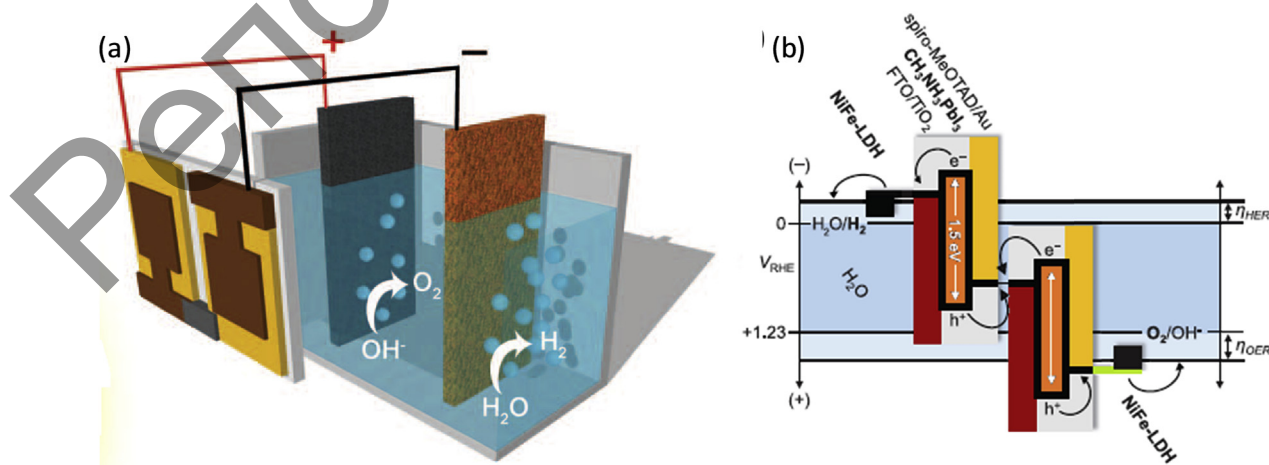 Репо
(a)
+
−
O₂
OH⁻
H₂
H₂O
(b)
spiro-MeOTAD/Au
CH₃NH₃PbI₃
FTO/TiO₂
NiFe-LDH
(−)
e⁻
ηHER
0
H₂O/H₂
1.5 eV
e⁻
VRHE
H₂O
h⁺
+1.23
O₂/OH⁻
ηOER
(+)
h⁺
NiFe-LDH